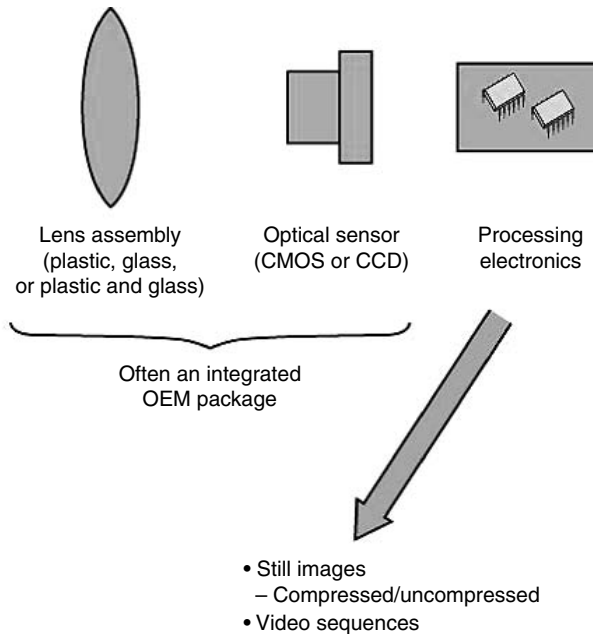 Lens assembly
(plastic, glass,
or plastic and glass)
Optical sensor
(CMOS or CCD)
Processing
electronics
Often an integrated
OEM package
• Still images
– Compressed/uncompressed
• Video sequences